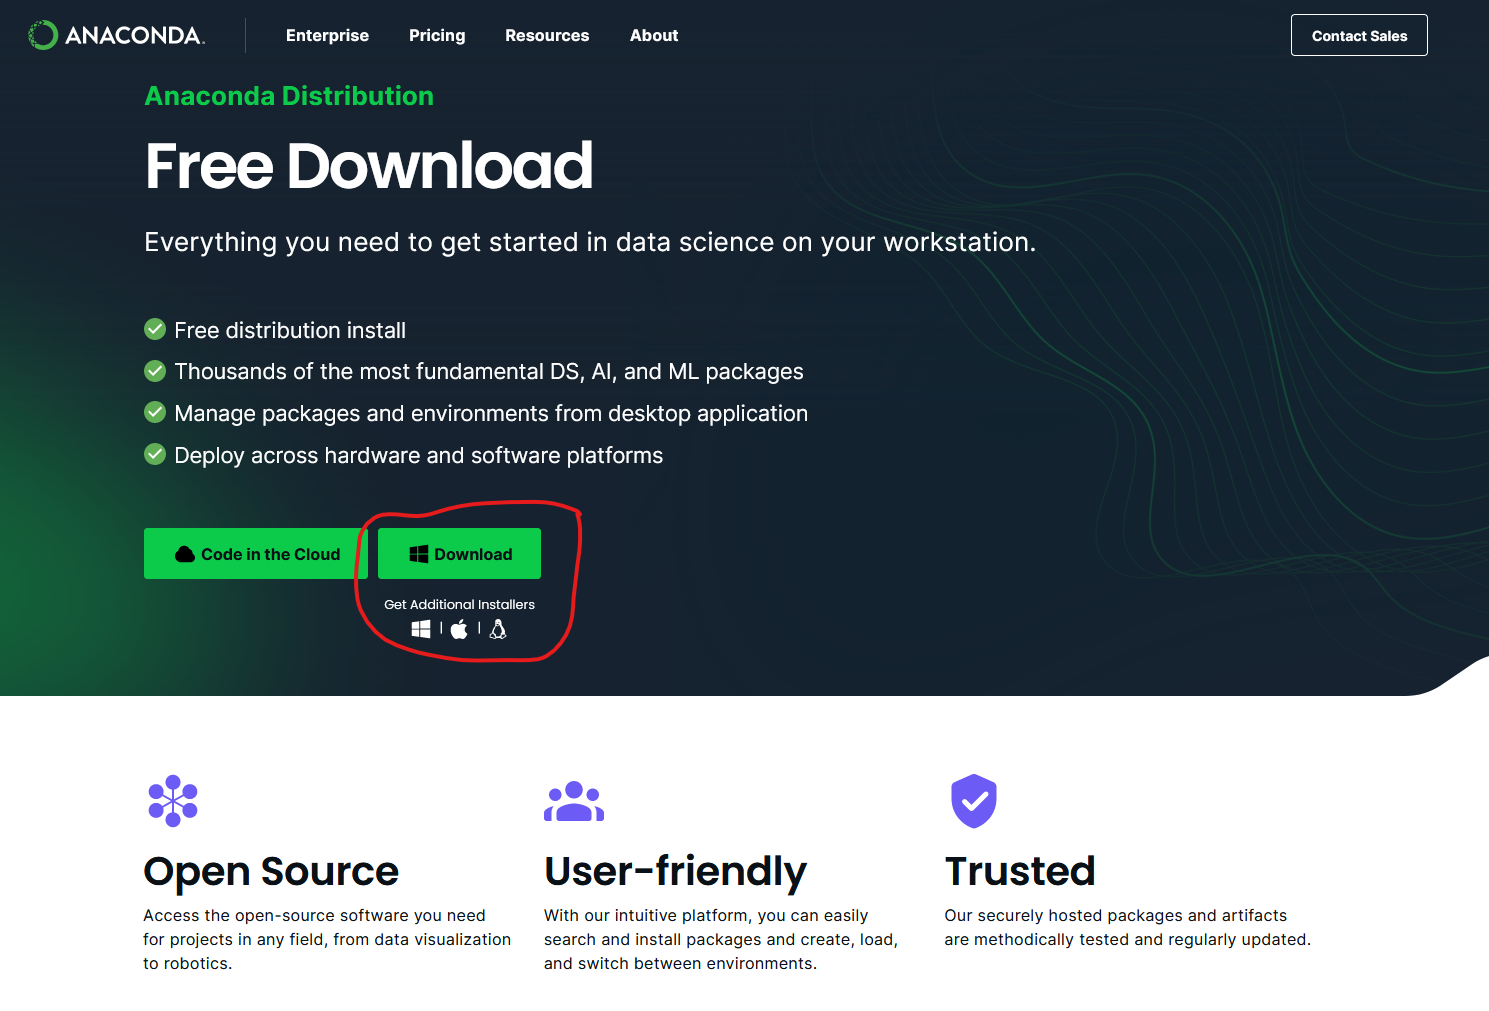 ANACONDA.
Enterprise
Pricing
Resources
About
Contact Sales
Anaconda Distribution
Free Download
Everything you need to get started in data science on your workstation.
Free distribution install
Thousands of the most fundamental DS, AI, and ML packages
Manage packages and environments from desktop application
Deploy across hardware and software platforms
Code in the Cloud
Download
Get Additional Installers
Open Source
Access the open-source software you need
for projects in any field, from data visualization
to robotics.
User-friendly
With our intuitive platform, you can easily
search and install packages and create, load,
and switch between environments.
Trusted
Our securely hosted packages and artifacts
are methodically tested and regularly updated.